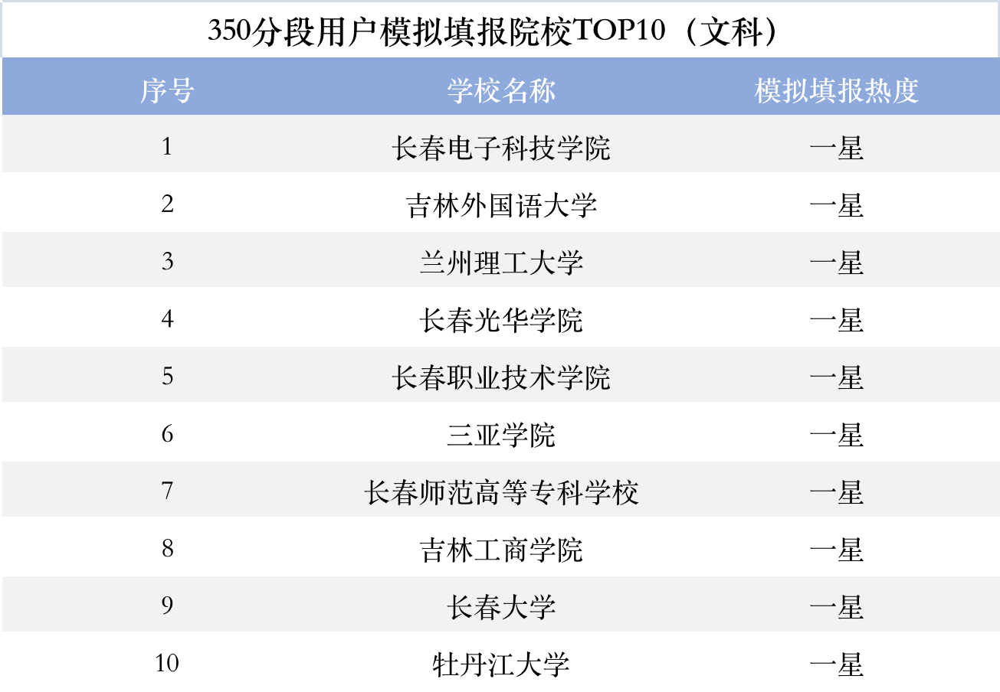 350分段用户模拟填报院校TOP10（文科）
序号 学校名称 模拟填报热度
1 长春电子科技学院 一星
2 吉林外国语大学 一星
3 兰州理工大学 一星
4 长春光华学院 一星
5 长春职业技术学院 一星
6 三亚学院 一星
7 长春师范高等专科学校 一星
8 吉林工商学院 一星
9 长春大学 一星
10 牡丹江大学 一星